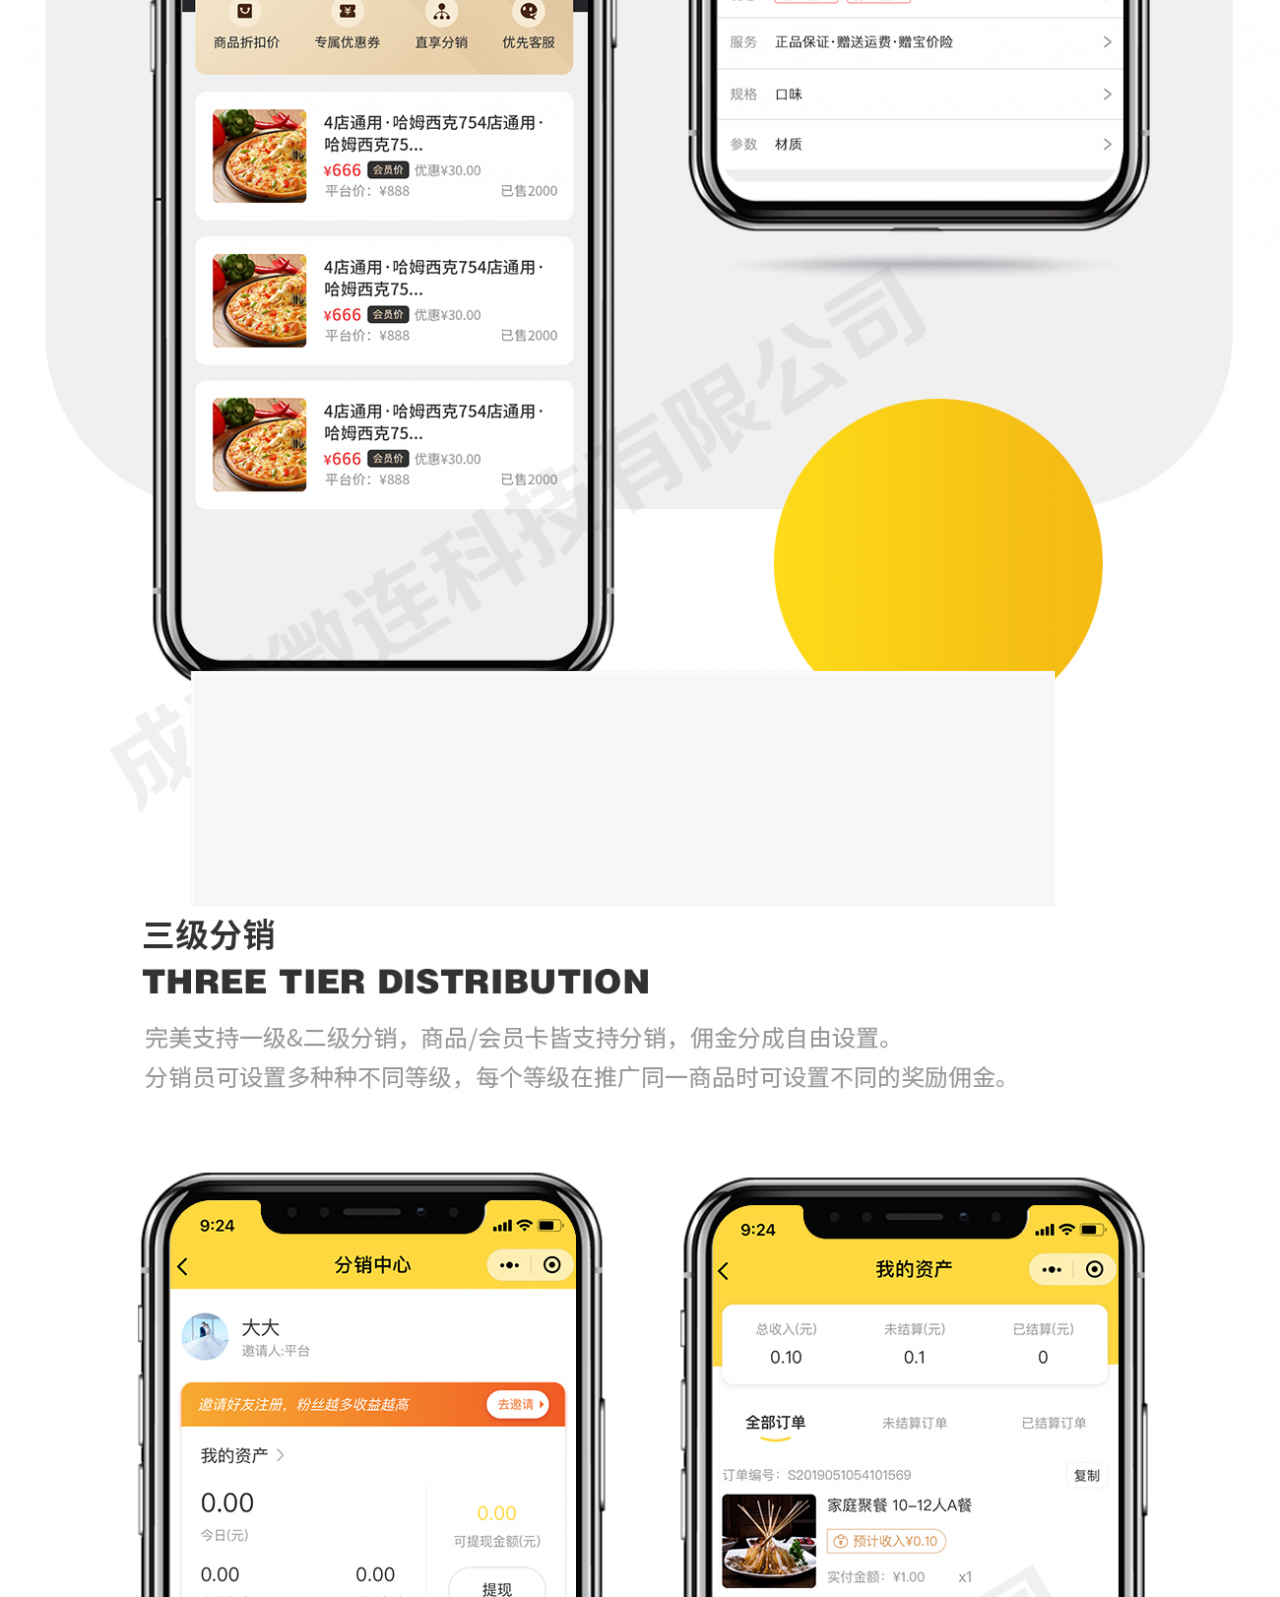 商品折扣价 专属优惠券 直享分销 优先客服
服务 正品保证·赠送运费·赠宝价险
规格 口味
参数 材质
4店通用·哈姆西克754店通用·
哈姆西克75...
¥666 会员价 优惠¥30.00
平台价：¥888 已售2000
4店通用·哈姆西克754店通用·
哈姆西克75...
¥666 会员价 优惠¥30.00
平台价：¥888 已售2000
4店通用·哈姆西克754店通用·
哈姆西克75...
¥666 会员价 优惠¥30.00
平台价：¥888 已售2000
微连科技有限公司
三级分销
THREE TIER DISTRIBUTION
完美支持一级&二级分销，商品/会员卡皆支持分销，佣金分成自由设置。
分销员可设置多种种不同等级，每个等级在推广同一商品时可设置不同的奖励佣金。
9:24
分销中心
大大
邀请人:平台
邀请好友注册，粉丝越多收益越高 去邀请
我的资产
0.00
今日(元)
0.00
可提现金额(元)
0.00 0.00
提现
9:24
我的资产
总收入(元) 未结算(元) 已结算(元)
0.10 0.1 0
全部订单 未结算订单 已结算订单
订单编号：S2019051054101569 复制
家庭聚餐 10-12人A餐
预计收入¥0.10
实付金额：¥1.00 x1